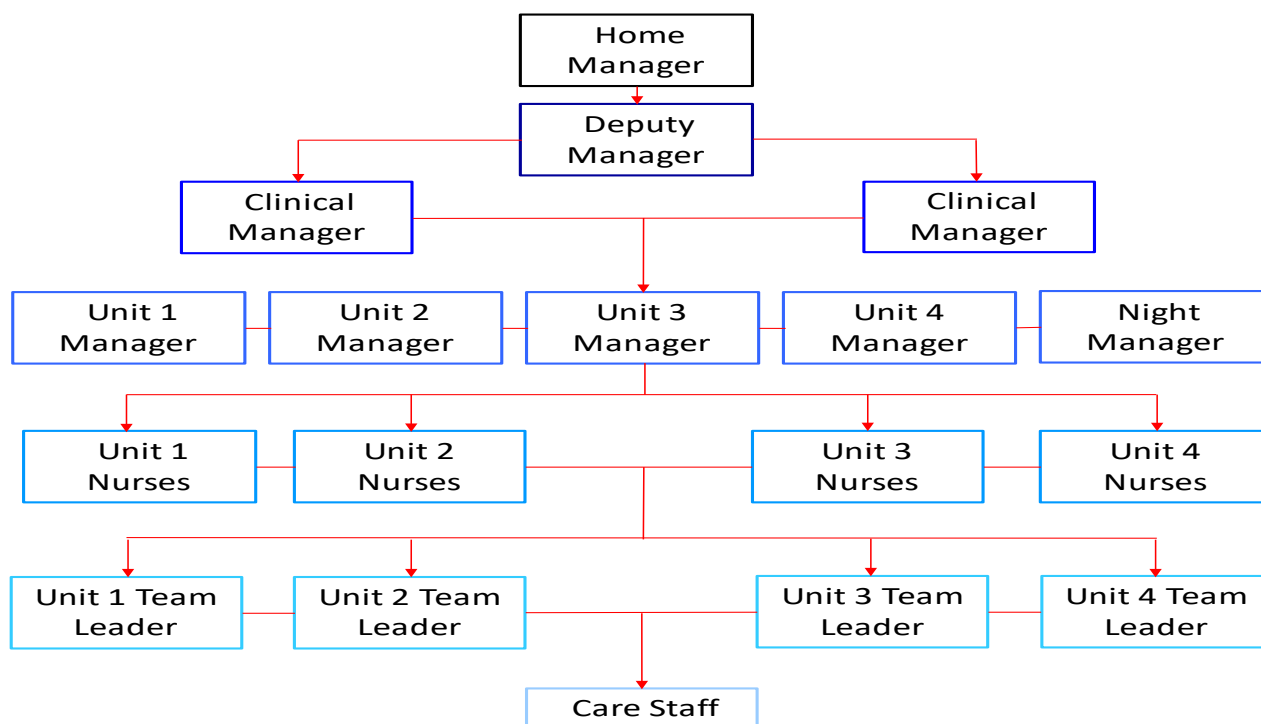 Home
Manager
Deputy
Manager
Clinical
Manager
Clinical
Manager
Unit 1
Manager
Unit 2
Manager
Unit 3
Manager
Unit 4
Manager
Night
Manager
Unit 1
Nurses
Unit 2
Nurses
Unit 3
Nurses
Unit 4
Nurses
Unit 1 Team
Leader
Unit 2 Team
Leader
Unit 3 Team
Leader
Unit 4 Team
Leader
Care Staff